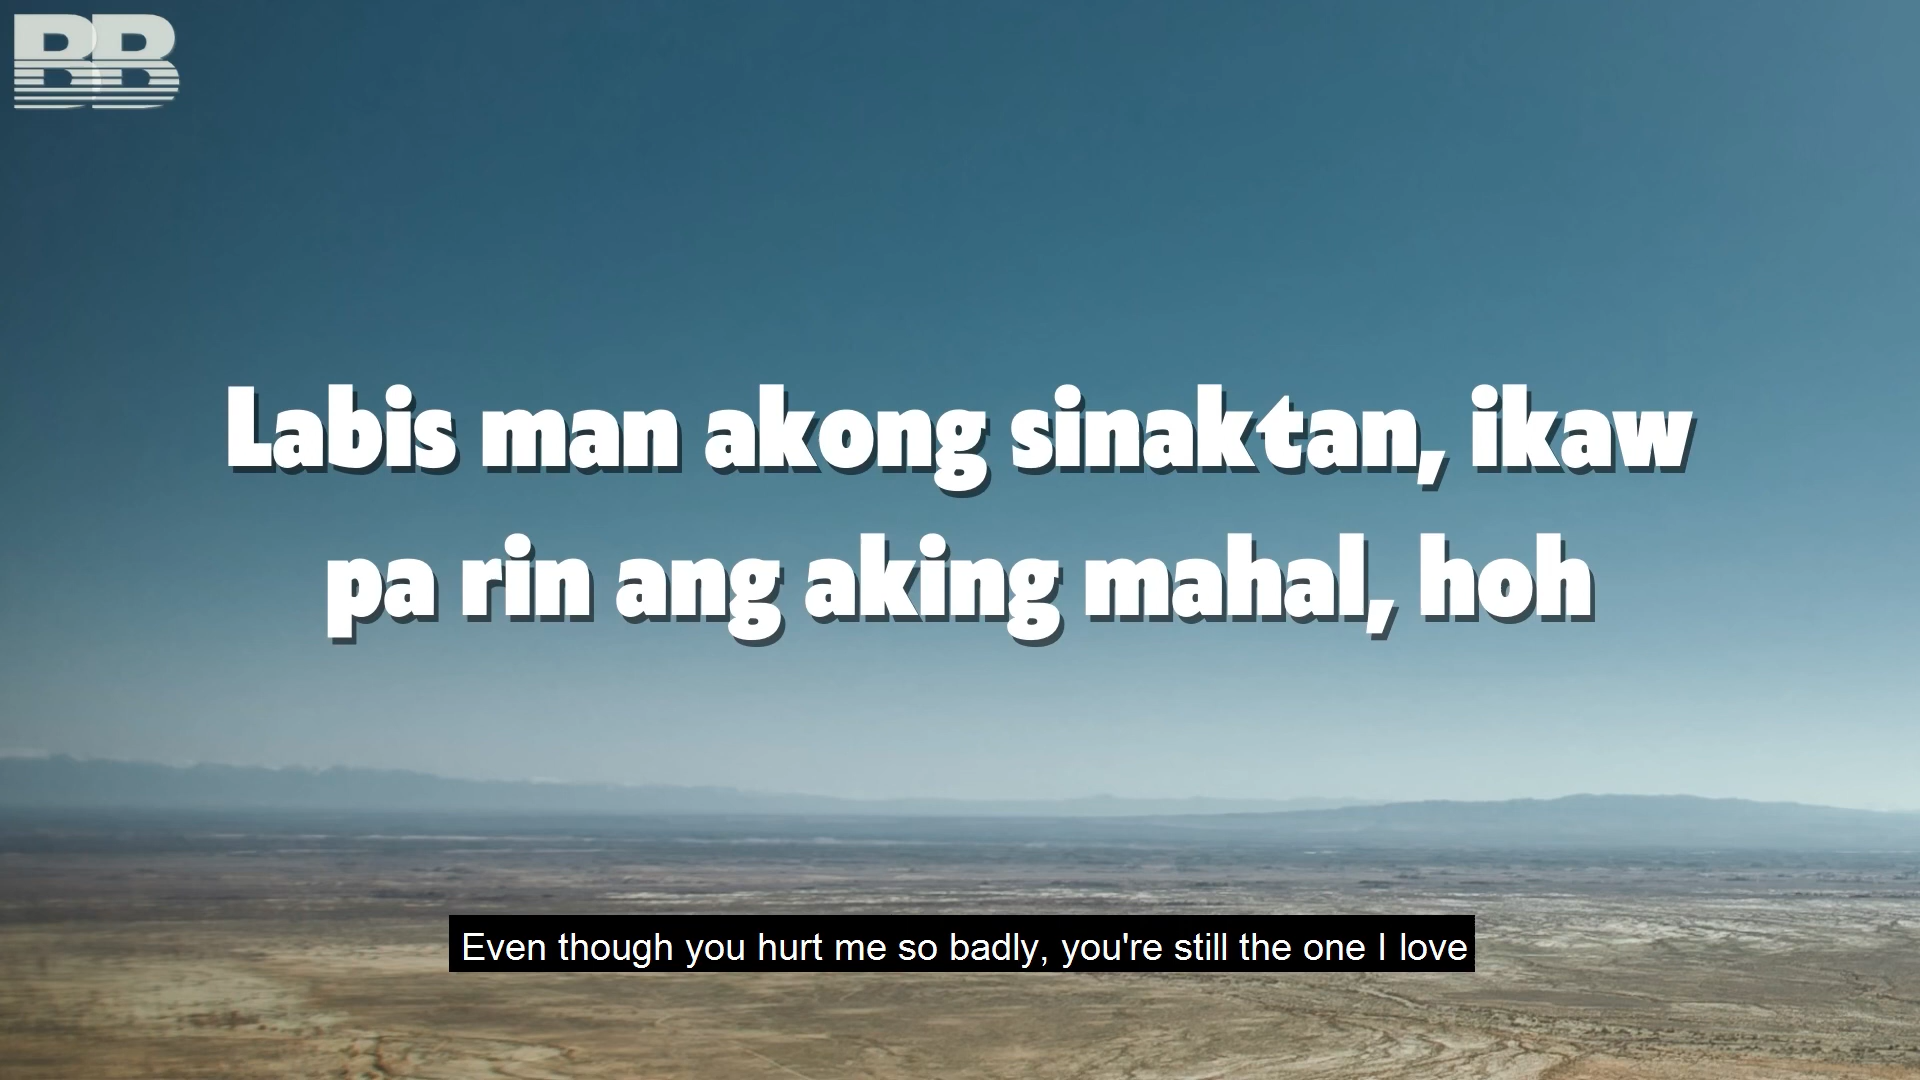 BB
Labis man akong sinaktan, ikaw
pa rin ang aking mahal, hoh
Even though you hurt me so badly, you're still the one I love